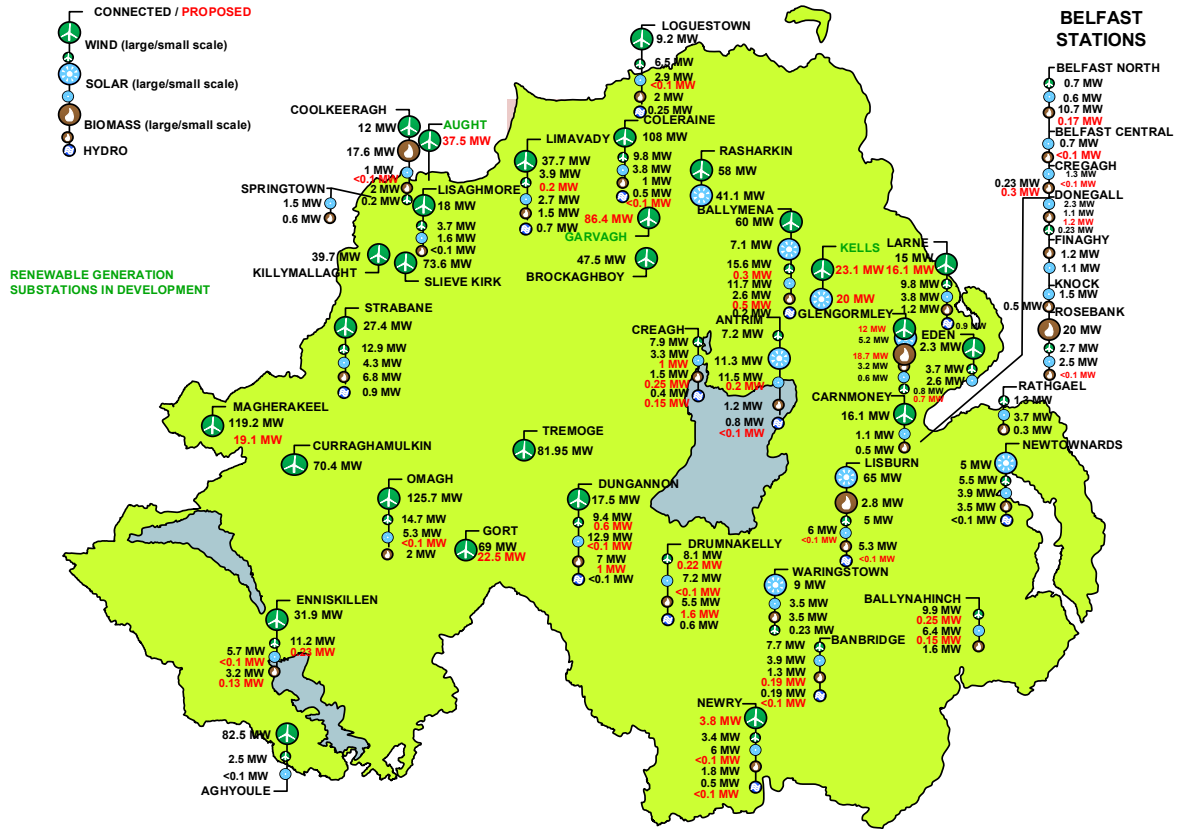 CONNECTED / PROPOSED
WIND (large/small scale)
SOLAR (large/small scale)
BIOMASS (large/small scale)
HYDRO
RENEWABLE GENERATION
SUBSTATIONS IN DEVELOPMENT
LOGUESTOWN
9.2 MW
6.5 MW
2.9 MW
<0.1 MW
2 MW
0.25 MW
COOLKEERAGH
12 MW
17.6 MW
1 MW
<0.1 MW
2 MW
0.2 MW
AUGHT
37.5 MW
LIMAVADY
37.7 MW
3.9 MW
0.2 MW
2.7 MW
1.5 MW
0.7 MW
COLERAINE
108 MW
9.8 MW
3.8 MW
1 MW
0.5 MW
<0.1 MW
RASHARKIN
58 MW
41.1 MW
SPRINGTOWN
1.5 MW
0.6 MW
LISAGHMORE
18 MW
3.7 MW
1.6 MW
<0.1 MW
86.4 MW
GARVAGH
BALLYMENA
60 MW
7.1 MW
15.6 MW
0.3 MW
11.7 MW
2.6 MW
0.5 MW
0.2 MW
39.7 MW
KILLYMALLAGHT
73.6 MW
SLIEVE KIRK
47.5 MW
BROCKAGHBOY
KELLS
23.1 MW
20 MW
LARNE
15 MW
16.1 MW
9.8 MW
3.8 MW
1.2 MW
0.9 MW
STRABANE
27.4 MW
12.9 MW
4.3 MW
6.8 MW
0.9 MW
CREAGH
7.9 MW
3.3 MW
1 MW
1.5 MW
0.25 MW
0.4 MW
0.15 MW
ANTRIM
7.2 MW
11.3 MW
11.5 MW
0.2 MW
1.2 MW
0.8 MW
<0.1 MW
GLENGORMLEY
12 MW
5.2 MW
18.7 MW
3.2 MW
0.6 MW
0.8 MW
0.7 MW
EDEN
2.3 MW
3.7 MW
2.6 MW
CARNMONEY
16.1 MW
1.1 MW
0.5 MW
MAGHERAKEEL
119.2 MW
19.1 MW
CURRAGHAMULKIN
70.4 MW
TREMOGE
81.95 MW
OMAGH
125.7 MW
14.7 MW
5.3 MW
<0.1 MW
2 MW
GORT
69 MW
22.5 MW
DUNGANNON
17.5 MW
9.4 MW
0.6 MW
12.9 MW
<0.1 MW
7 MW
1 MW
<0.1 MW
LISBURN
65 MW
2.8 MW
5 MW
6 MW
<0.1 MW
5.3 MW
<0.1 MW
RATHGAEL
1.3 MW
3.7 MW
0.3 MW
NEWTOWNARDS
5 MW
5.5 MW
3.9 MW
3.5 MW
<0.1 MW
DRUMNAKELLY
8.1 MW
0.22 MW
7.2 MW
<0.1 MW
5.5 MW
1.6 MW
0.6 MW
WARINGSTOWN
9 MW
3.5 MW
3.5 MW
0.23 MW
BALLYNAHINCH
9.9 MW
0.25 MW
6.4 MW
0.15 MW
1.6 MW
ENNISKILLEN
31.9 MW
11.2 MW
0.23 MW
5.7 MW
<0.1 MW
3.2 MW
0.13 MW
BANBRIDGE
7.7 MW
3.9 MW
1.3 MW
0.19 MW
0.19 MW
<0.1 MW
NEWRY
3.8 MW
3.4 MW
6 MW
<0.1 MW
1.8 MW
0.5 MW
<0.1 MW
82.5 MW
2.5 MW
<0.1 MW
AGHYOULE
BELFAST
STATIONS
BELFAST NORTH
0.7 MW
0.6 MW
10.7 MW
0.17 MW
BELFAST CENTRAL
0.7 MW
<0.1 MW
CREGAGH
1.3 MW
<0.1 MW
0.23 MW
0.3 MW
DONEGALL
2.3 MW
1.1 MW
1.2 MW
0.23 MW
FINAGHY
1.2 MW
1.1 MW
KNOCK
1.5 MW
0.5 MW
ROSEBANK
20 MW
2.7 MW
2.5 MW
<0.1 MW